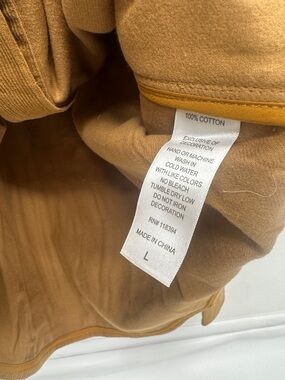 100% COTTON
EXCLUSIVE OF
DECORATION
HAND OR MACHINE
WASH IN
COLD WATER
WITH LIKE COLORS
NO BLEACH
TUMBLE DRY LOW
DO NOT IRON
DECORATION
RN# 118394
MADE IN CHINA
L